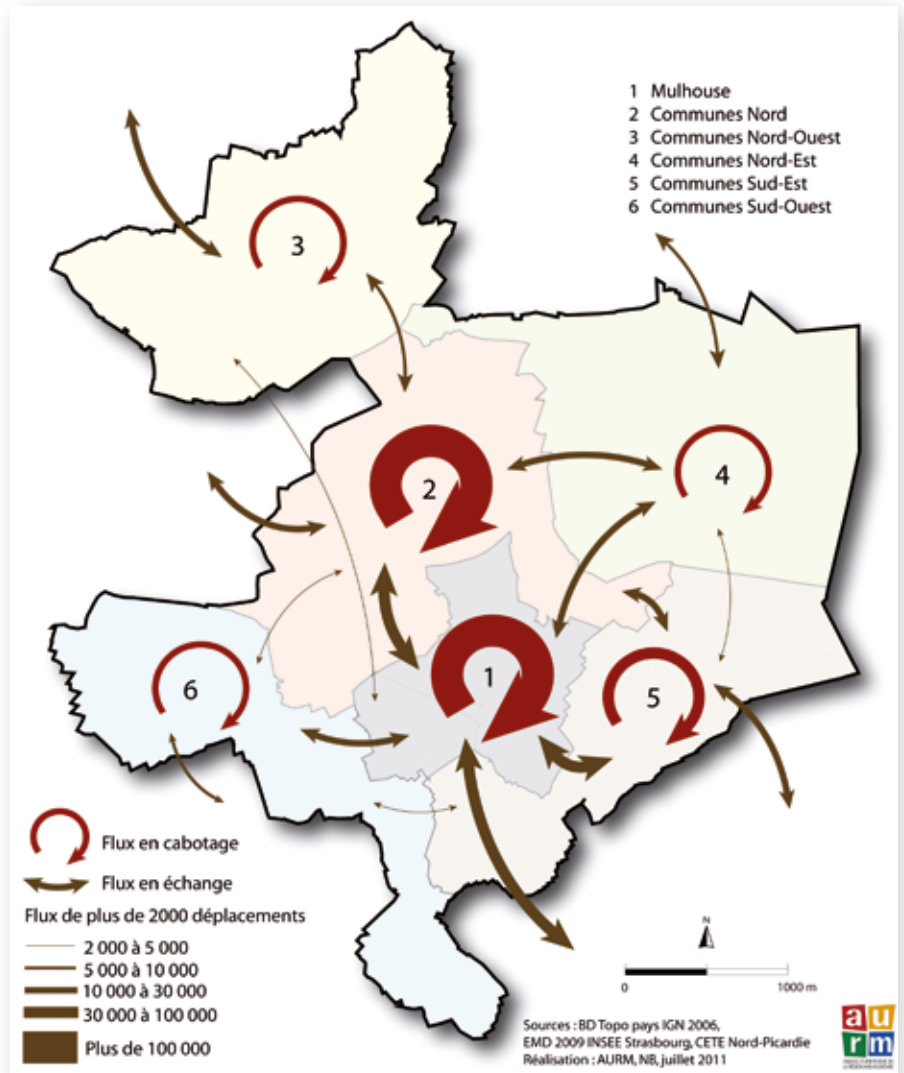 1 Mulhouse
2 Communes Nord
3 Communes Nord-Ouest
4 Communes Nord-Est
5 Communes Sud-Est
6 Communes Sud-Ouest
3
2
4
1
6
5
Flux en cabotage
Flux en échange
Flux de plus de 2000 déplacements
2 000 à 5 000
5 000 à 10 000
10 000 à 30 000
30 000 à 100 000
Plus de 100 000
N
0 1000 m
Sources : BD Topo pays IGN 2006,
EMD 2009 INSEE Strasbourg, CETE Nord-Picardie
Réalisation : AURM, NB, juillet 2011
au
rm